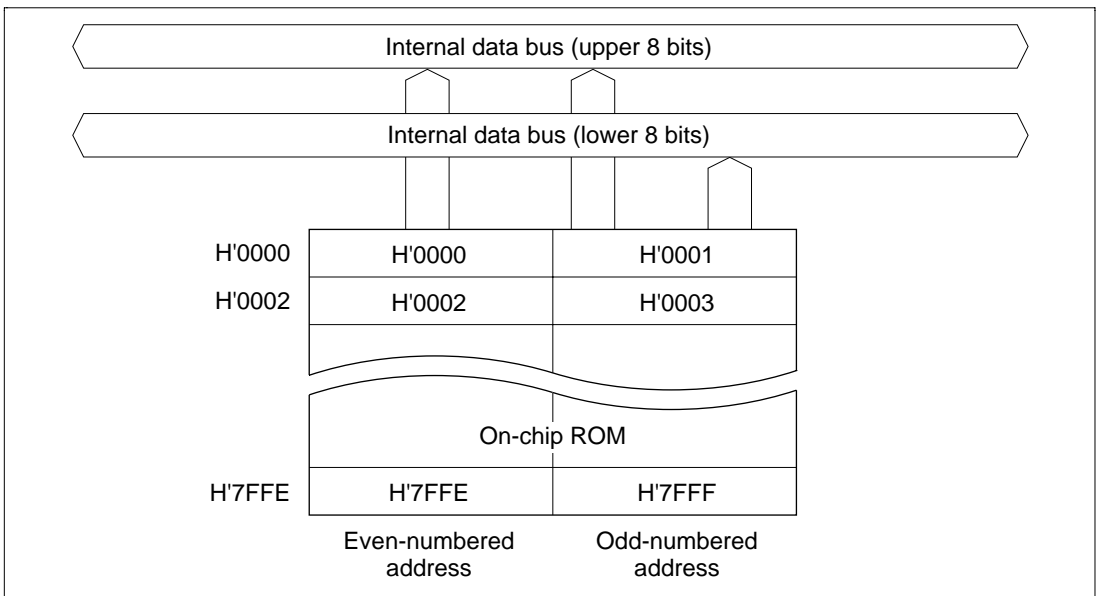 Internal data bus (upper 8 bits)
Internal data bus (lower 8 bits)
H'0000 H'0000 H'0001
H'0002 H'0002 H'0003
On-chip ROM
H'7FFE H'7FFE H'7FFF
Even-numbered address
Odd-numbered address